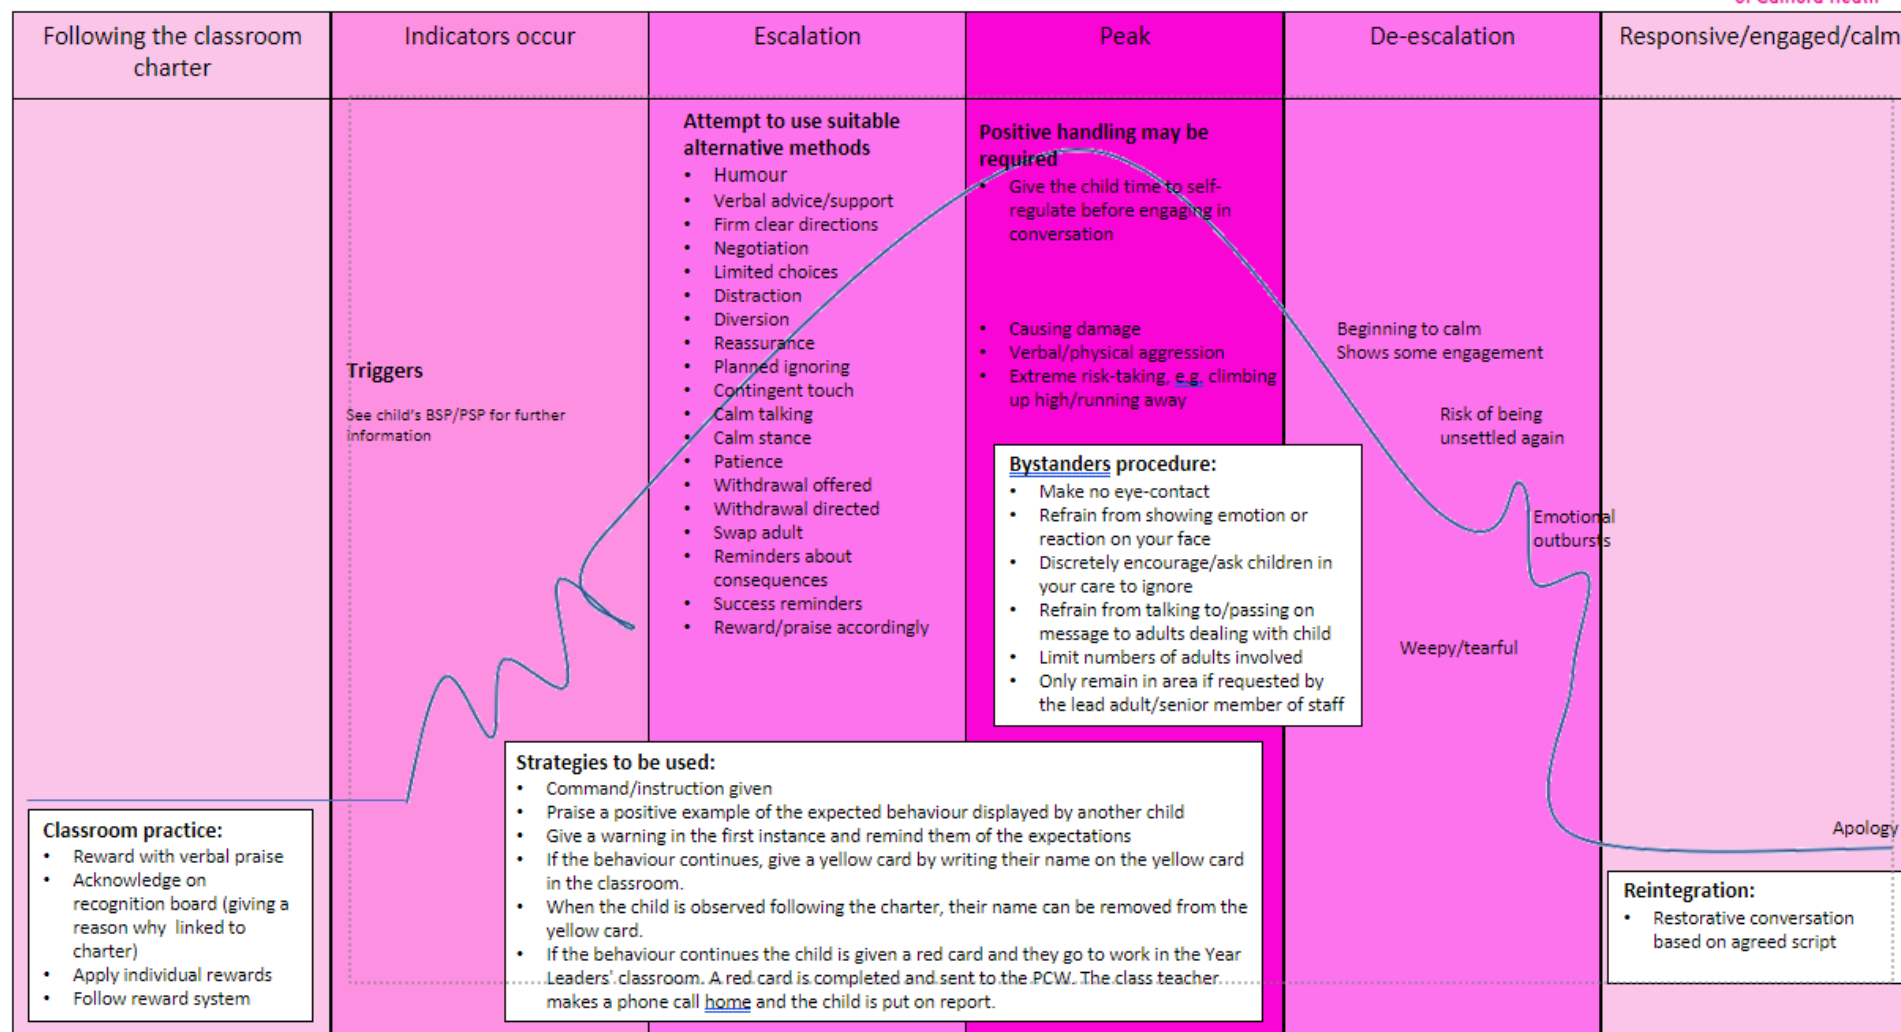 of Culford Heath
Following the classroom
charter
Indicators occur
Escalation
Peak
De-escalation
Responsive/engaged/calm
Classroom practice:
• Reward with verbal praise
• Acknowledge on
recognition board (giving a
reason why linked to
charter)
• Apply individual rewards
• Follow reward system
Triggers
See child's BSP/PSP for further
information
Attempt to use suitable
alternative methods
• Humour
• Verbal advice/support
• Firm clear directions
• Negotiation
• Limited choices
• Distraction
• Diversion
• Reassurance
• Planned ignoring
• Contingent touch
• Calm talking
• Calm stance
• Patience
• Withdrawal offered
• Withdrawal directed
• Swap adult
• Reminders about
consequences
• Success reminders
• Reward/praise accordingly
Strategies to be used:
• Command/instruction given
• Praise a positive example of the expected behaviour displayed by another child
• Give a warning in the first instance and remind them of the expectations
• If the behaviour continues, give a yellow card by writing their name on the yellow card
in the classroom.
• When the child is observed following the charter, their name can be removed from the
yellow card.
• If the behaviour continues the child is given a red card and they go to work in the Year
Leaders' classroom. A red card is completed and sent to the PCW. The class teacher
makes a phone call home and the child is put on report.
Positive handling may be
required
• Give the child time to self-
regulate before engaging in
conversation
• Causing damage
• Verbal/physical aggression
• Extreme risk-taking, e.g. climbing
up high/running away
Bystanders procedure:
• Make no eye-contact
• Refrain from showing emotion or
reaction on your face
• Discretely encourage/ask children in
your care to ignore
• Refrain from talking to/passing on
message to adults dealing with child
• Limit numbers of adults involved
• Only remain in area if requested by
the lead adult/senior member of staff
Beginning to calm
Shows some engagement
Risk of being
unsettled again
Emotional
outbursts
Weepy/tearful
Apology
Reintegration:
• Restorative conversation
based on agreed script